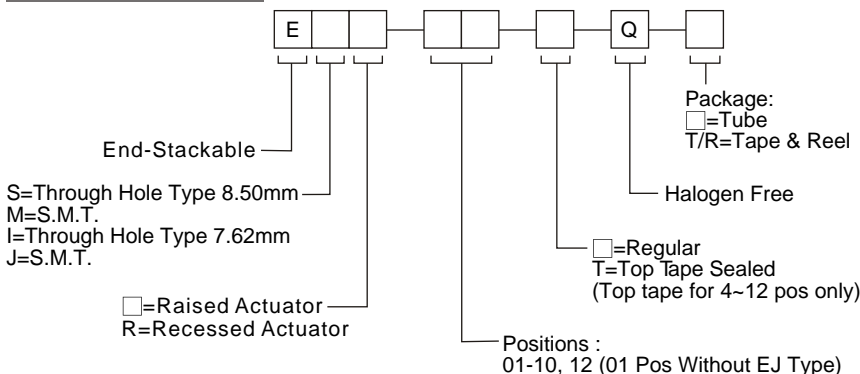 E
Q
Package:
□=Tube
T/R=Tape & Reel
End-Stackable
S=Through Hole Type 8.50mm
M=S.M.T.
I=Through Hole Type 7.62mm
J=S.M.T.
Halogen Free
□=Regular
T=Top Tape Sealed
(Top tape for 4~12 pos only)
□=Raised Actuator
R=Recessed Actuator
Positions :
01-10, 12 (01 Pos Without EJ Type)